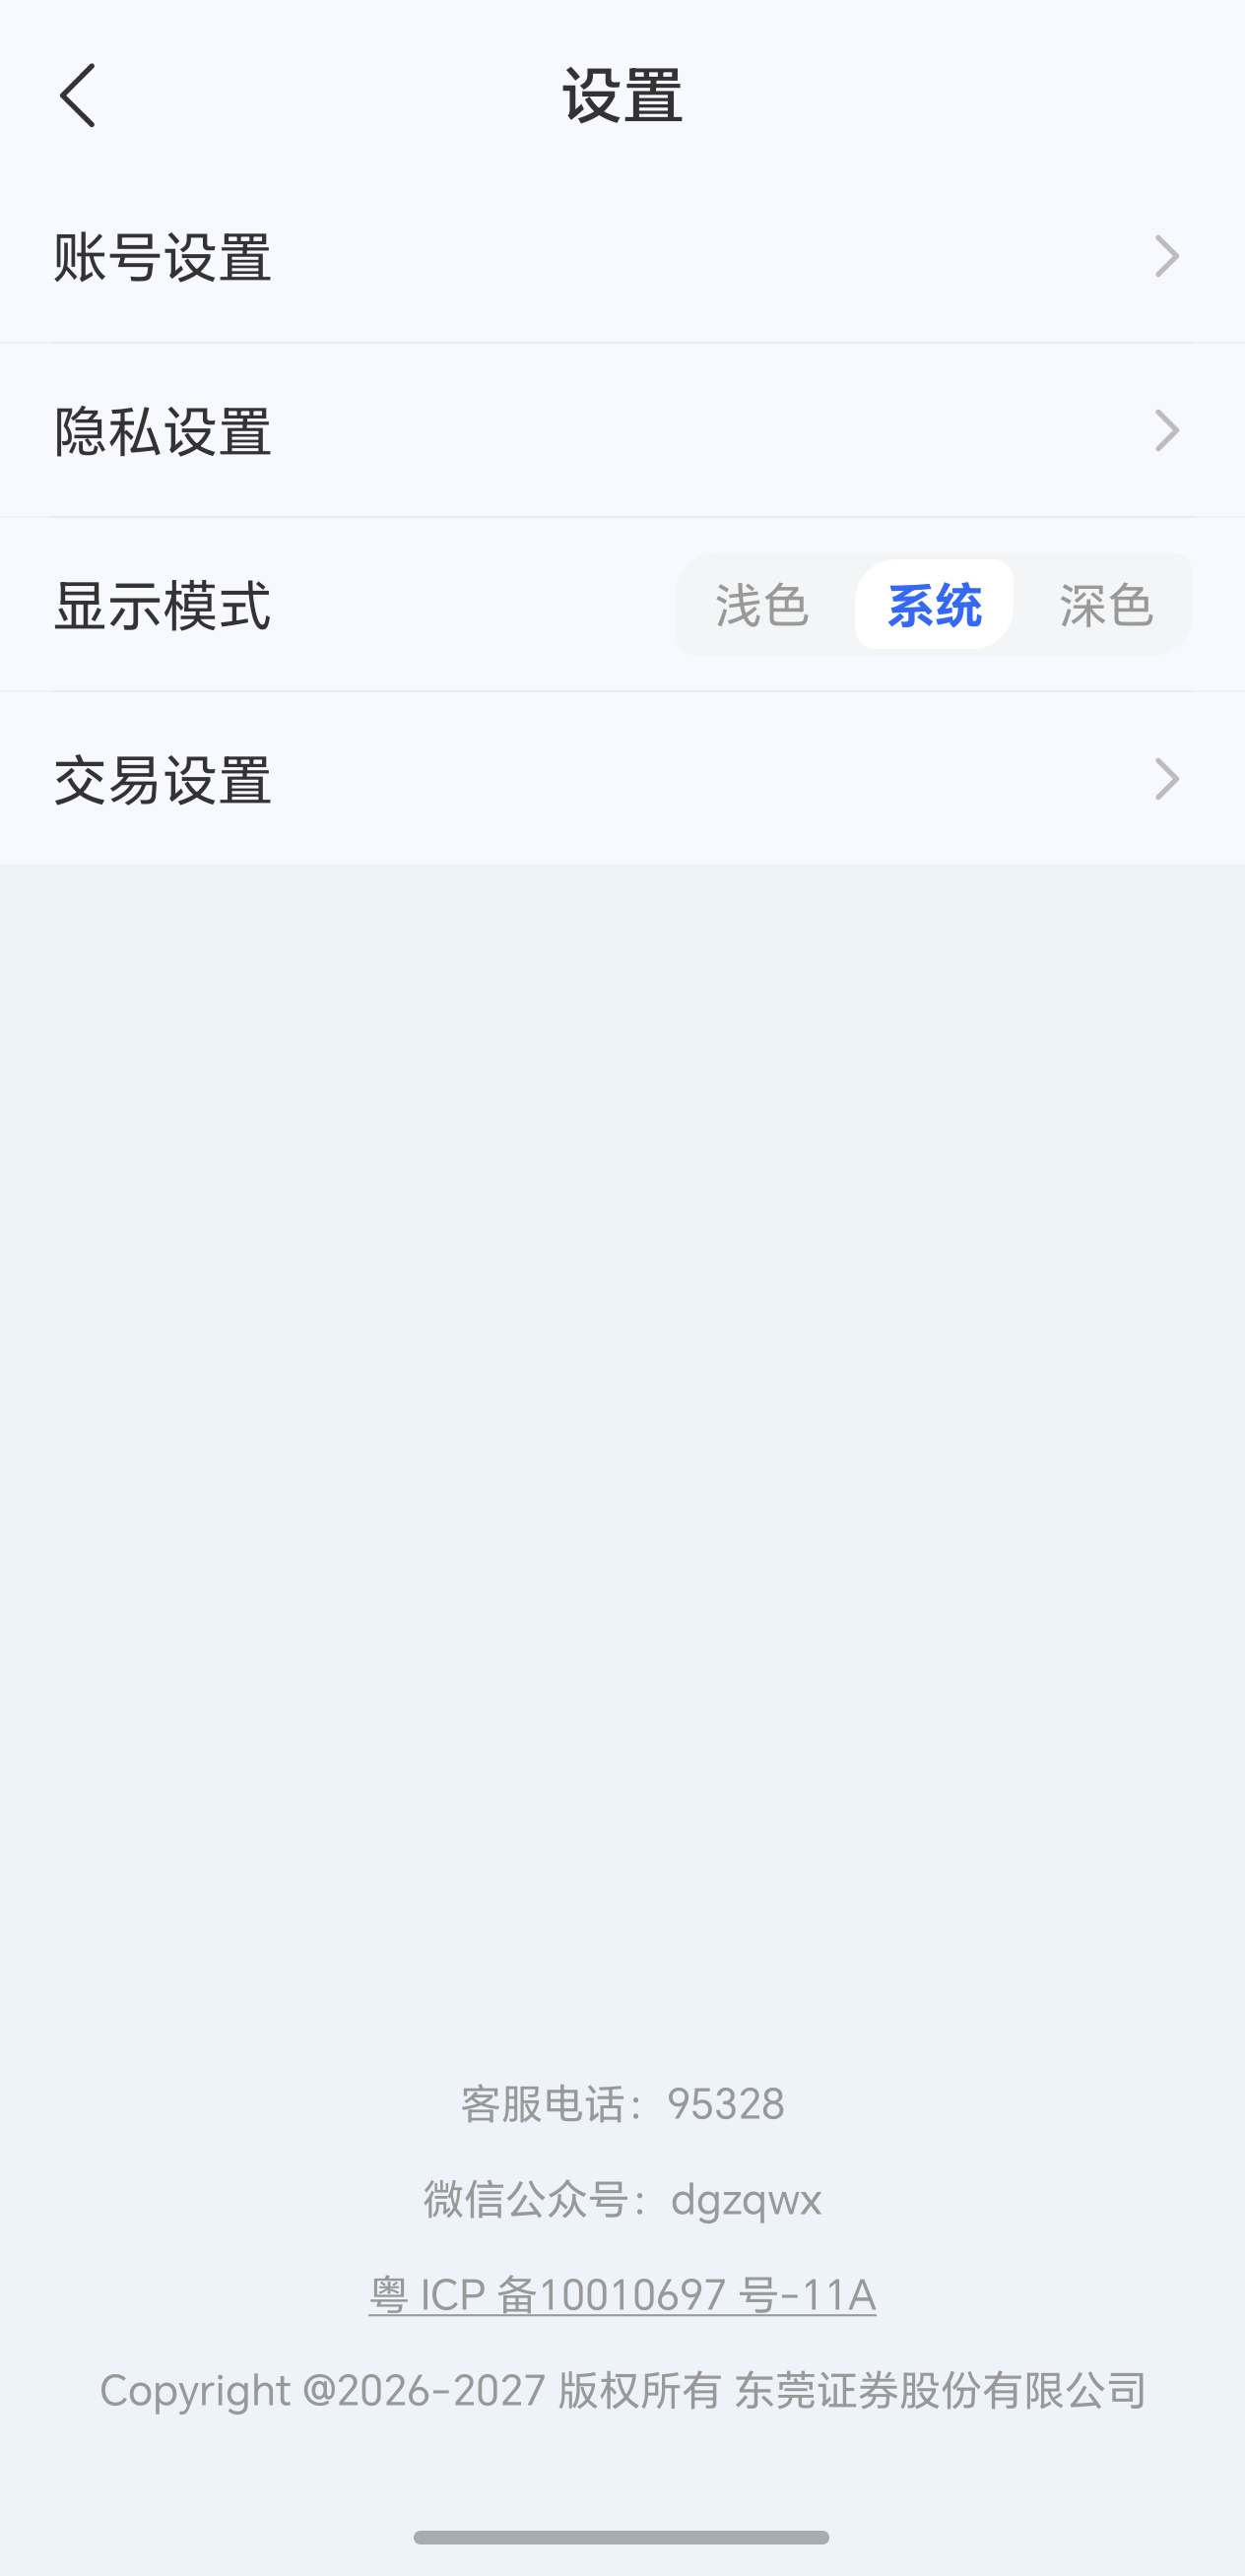 设置
账号设置
隐私设置
显示模式 浅色 系统 深色
交易设置
客服电话：95328
微信公众号：dgzqwx
粤 ICP 备10010697 号-11A
Copyright @2026-2027 版权所有 东莞证券股份有限公司